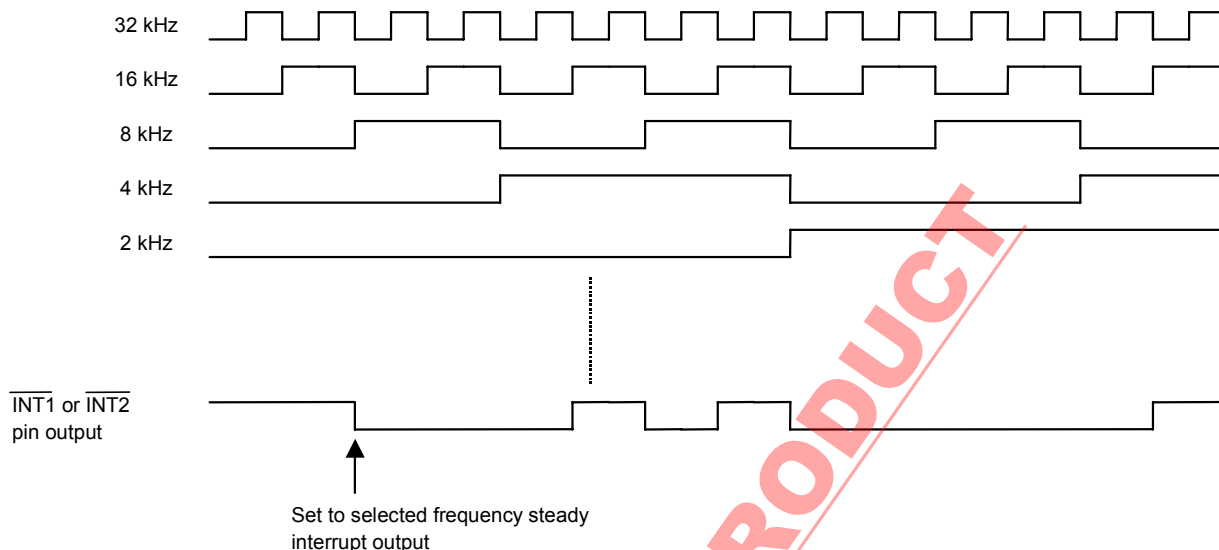 32 kHz
16 kHz
8 kHz
4 kHz
2 kHz
INT1 or INT2
pin output
Set to selected frequency steady
interrupt output
RODUCT